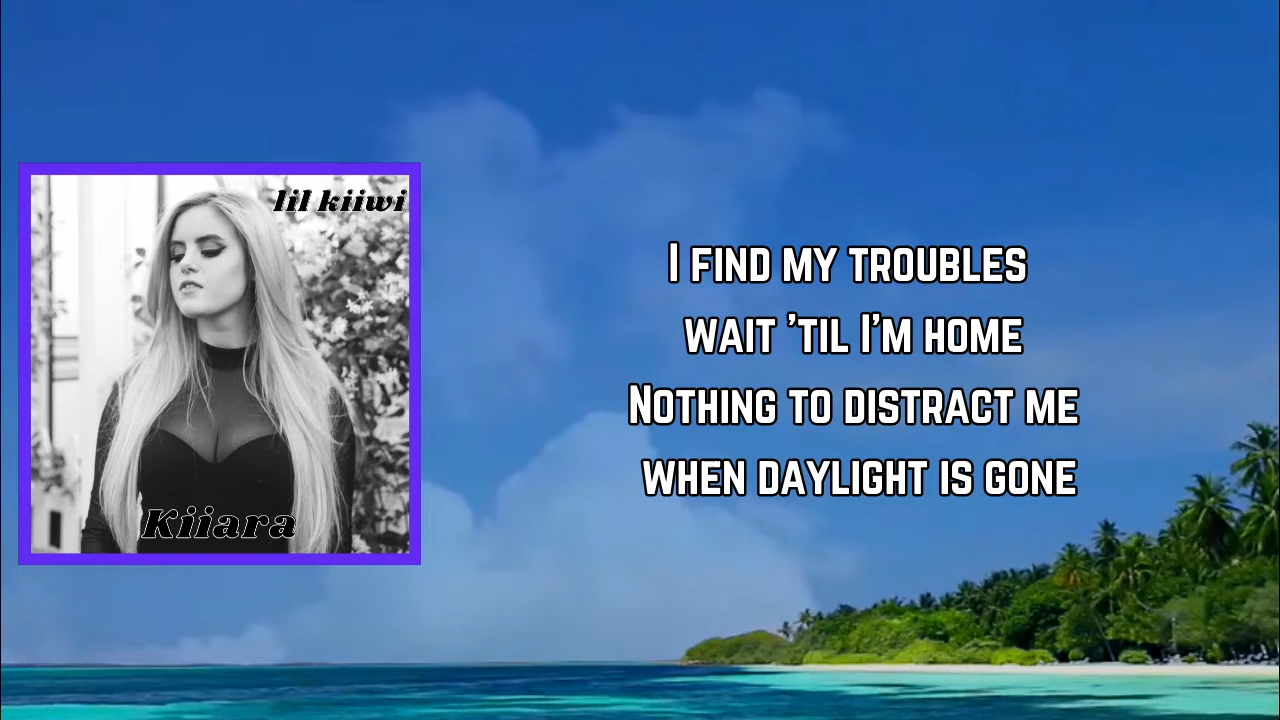 lil kiiwi
Kiiara
I find my troubles
wait 'til I'm home
Nothing to distract me
when daylight is gone